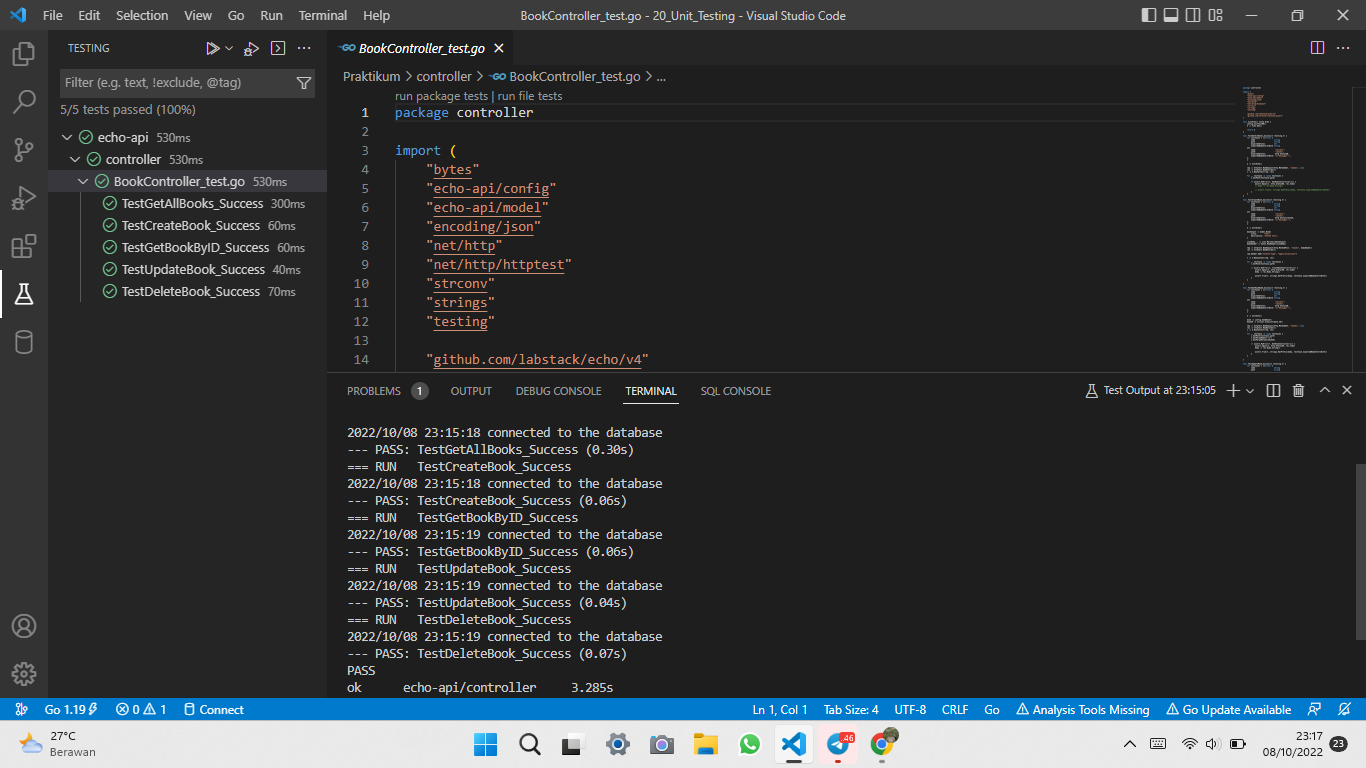 File Edit Selection View Go Run Terminal Help
BookController_test.go - 20_Unit_Testing - Visual Studio Code
TESTING
Filter (e.g. text, !exclude, @tag)
5/5 tests passed (100%)
echo-api 530ms
controller 530ms
BookController_test.go 530ms
TestGetAllBooks_Success 300ms
TestCreateBook_Success 60ms
TestGetBookByID_Success 60ms
TestUpdateBook_Success 40ms
TestDeleteBook_Success 70ms
GO BookController_test.go
Praktikum > controller > GO BookController_test.go > ...
run package tests | run file tests
1 package controller
2
3 import (
4 "bytes"
5 "echo-api/config"
6 "echo-api/model"
7 "encoding/json"
8 "net/http"
9 "net/http/httptest"
10 "strconv"
11 "strings"
12 "testing"
13
14 "github.com/labstack/echo/v4"
PROBLEMS 1 OUTPUT DEBUG CONSOLE TERMINAL SQL CONSOLE
Test Output at 23:15:05
2022/10/08 23:15:18 connected to the database
--- PASS: TestGetAllBooks_Success (0.30s)
=== RUN   TestCreateBook_Success
2022/10/08 23:15:18 connected to the database
--- PASS: TestCreateBook_Success (0.06s)
=== RUN   TestGetBookByID_Success
2022/10/08 23:15:19 connected to the database
--- PASS: TestGetBookByID_Success (0.06s)
=== RUN   TestUpdateBook_Success
2022/10/08 23:15:19 connected to the database
--- PASS: TestUpdateBook_Success (0.04s)
=== RUN   TestDeleteBook_Success
2022/10/08 23:15:19 connected to the database
--- PASS: TestDeleteBook_Success (0.07s)
PASS
ok      echo-api/controller     3.285s
Go 1.19 0 1 Connect
Ln 1, Col 1 Tab Size: 4 UTF-8 CRLF Go Analysis Tools Missing Go Update Available
27°C
Berawan
46
23:17
08/10/2022
23